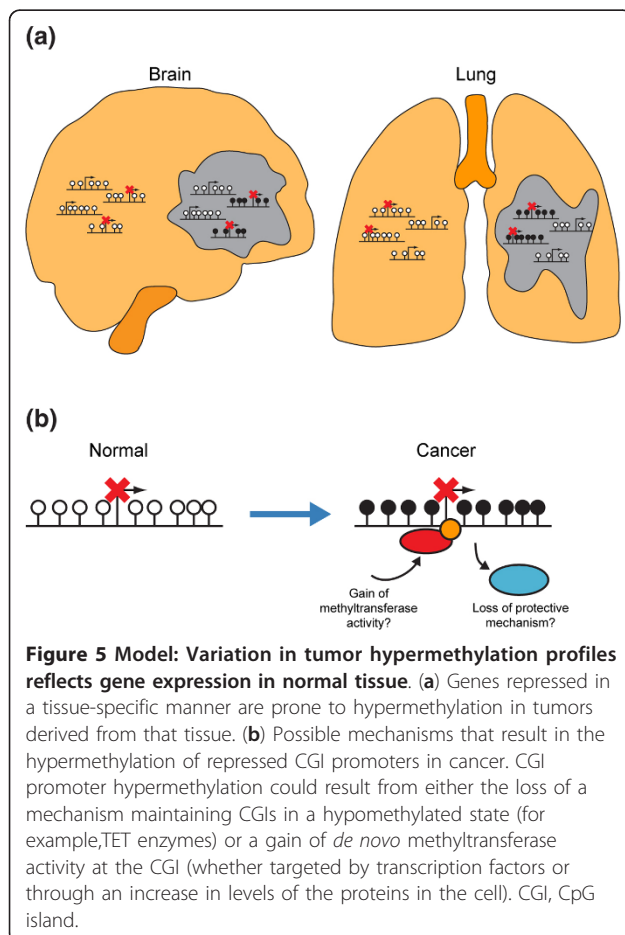 (a)
Brain
Lung
(b)
Normal
Cancer
Gain of
methyltransferase
activity?
Loss of protective
mechanism?
Figure 5 Model: Variation in tumor hypermethylation profiles
reflects gene expression in normal tissue. (a) Genes repressed in
a tissue-specific manner are prone to hypermethylation in tumors
derived from that tissue. (b) Possible mechanisms that result in the
hypermethylation of repressed CGI promoters in cancer. CGI
promoter hypermethylation could result from either the loss of a
mechanism maintaining CGIs in a hypomethylated state (for
example,TET enzymes) or a gain of de novo methyltransferase
activity at the CGI (whether targeted by transcription factors or
through an increase in levels of the proteins in the cell). CGI, CpG
island.